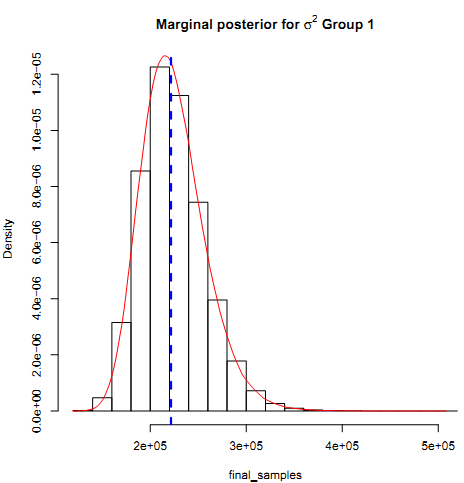 Marginal posterior for σ² Group 1
Density
1.2e-05
1.0e-05
8.0e-06
6.0e-06
4.0e-06
2.0e-06
0.0e+00
2e+05 3e+05 4e+05 5e+05
final_samples